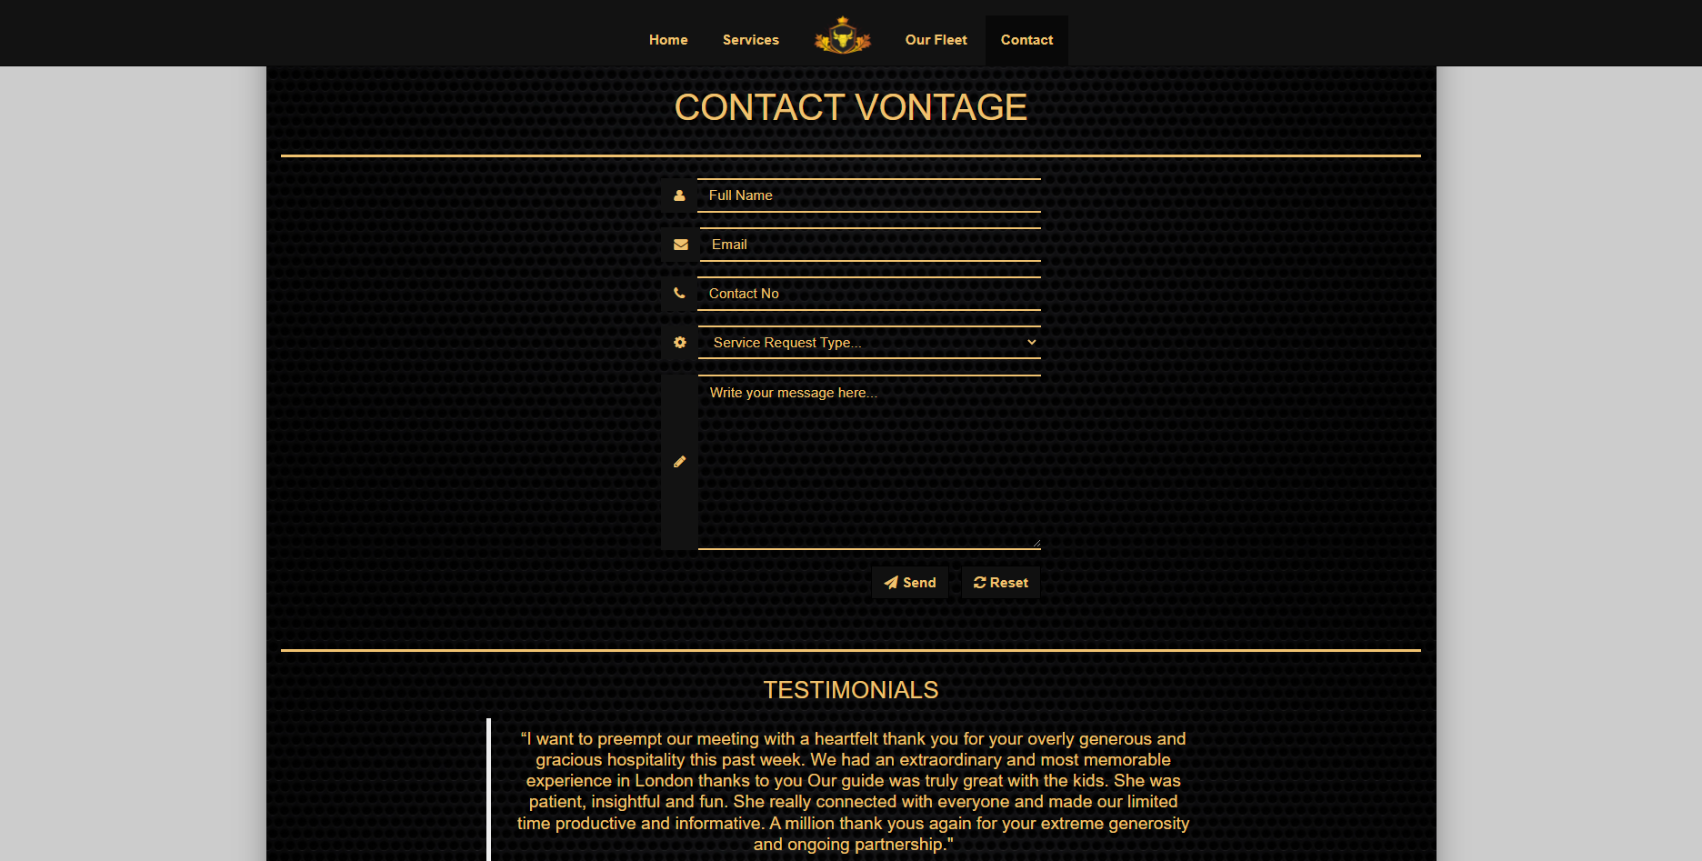 Home Services Our Fleet Contact
CONTACT VONTAGE
Full Name
Email
Contact No
Service Request Type...
Write your message here...
Send Reset
TESTIMONIALS
“I want to preempt our meeting with a heartfelt thank you for your overly generous and
gracious hospitality this past week. We had an extraordinary and most memorable
experience in London thanks to you Our guide was truly great with the kids. She was
patient, insightful and fun. She really connected with everyone and made our limited
time productive and informative. A million thank yous again for your extreme generosity
and ongoing partnership."